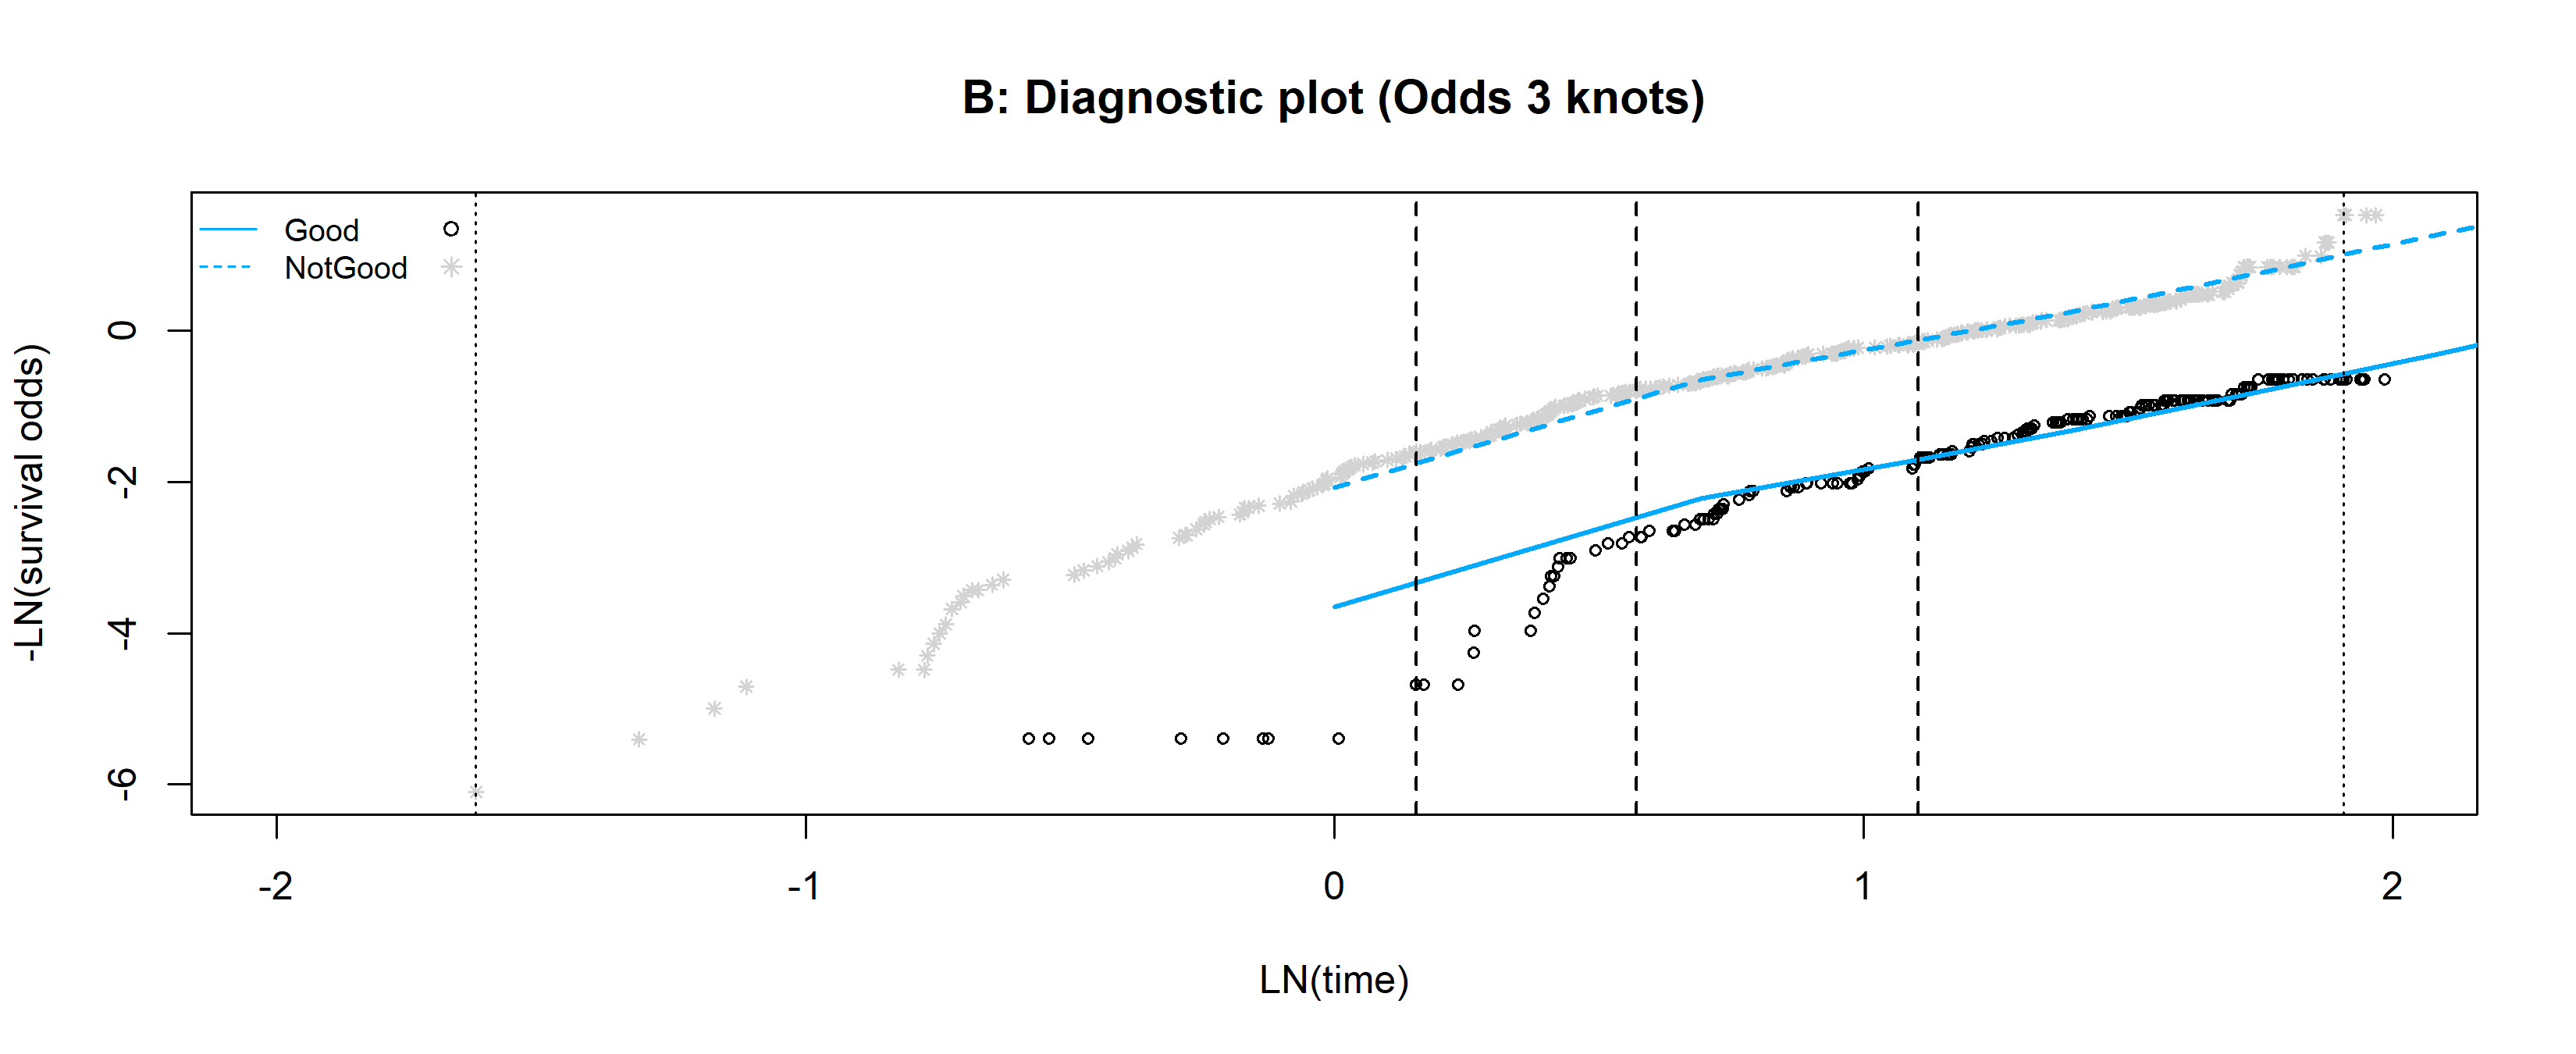 B: Diagnostic plot (Odds 3 knots)
Good
NotGood
-LN(survival odds)
0
-2
-4
-6
-2 -1 0 1 2
LN(time)